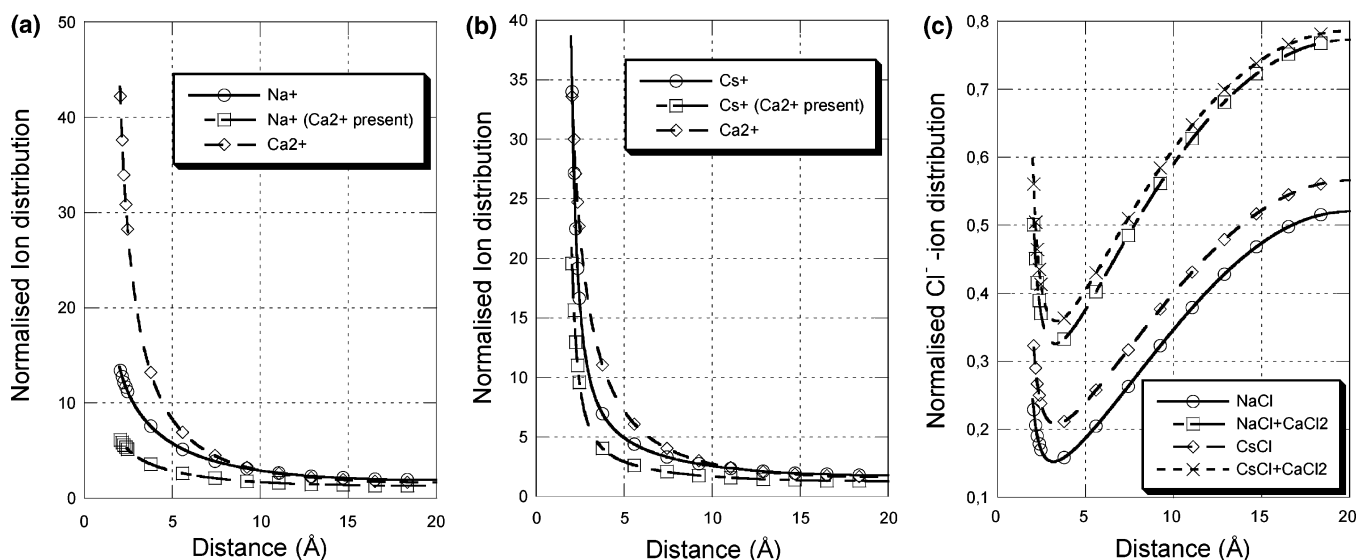 (a)
Normalised Ion distribution
50
40
30
20
10
0
Na+
Na+ (Ca2+ present)
Ca2+
0 5 10 15 20
Distance (Å)
(b)
Normalised Ion distribution
40
35
30
25
20
15
10
5
0
Cs+
Cs+ (Ca2+ present)
Ca2+
0 5 10 15 20
Distance (Å)
(c)
Normalised Cl⁻ -ion distribution
0,8
0,7
0,6
0,5
0,4
0,3
0,2
0,1
NaCl
NaCl+CaCl2
CsCl
CsCl+CaCl2
0 5 10 15 20
Distance (Å)